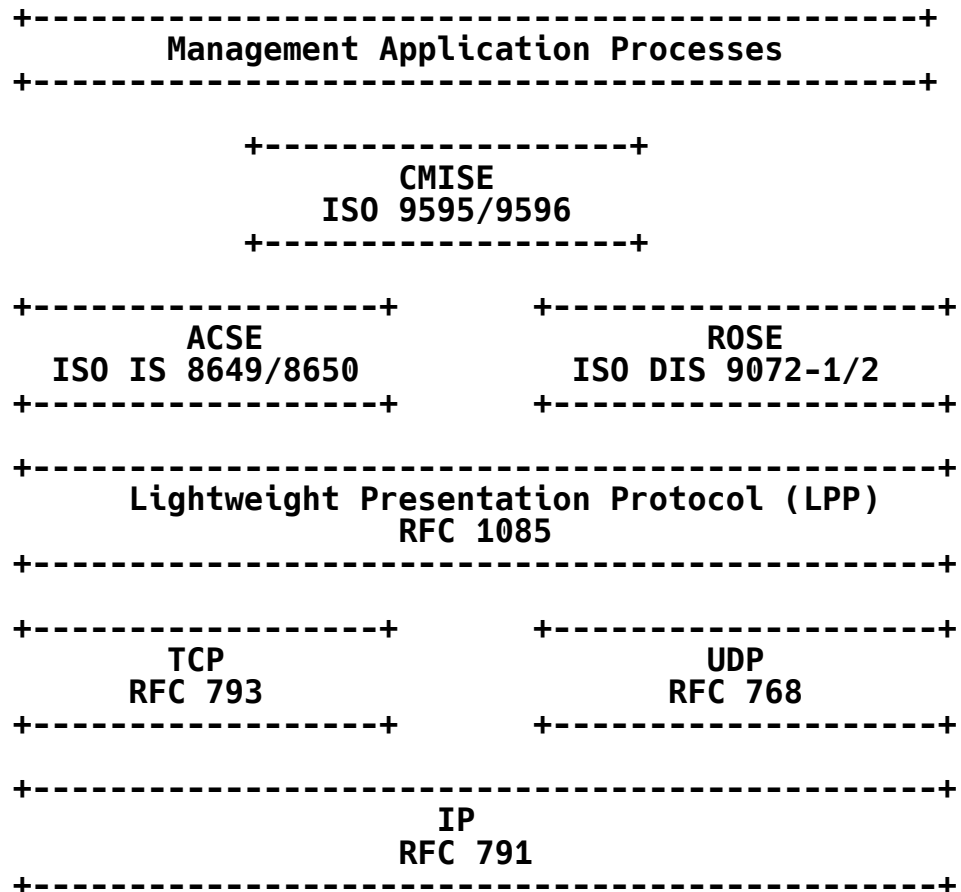 +----------------------------------------------+
Management Application Processes
+----------------------------------------------+
+-------------------+
CMISE
ISO 9595/9596
+-------------------+
+------------------+ +--------------------+
ACSE ROSE
ISO IS 8649/8650 ISO DIS 9072-1/2
+------------------+ +--------------------+
+-----------------------------------------------+
Lightweight Presentation Protocol (LPP)
RFC 1085
+-----------------------------------------------+
+------------------+ +--------------------+
TCP UDP
RFC 793 RFC 768
+------------------+ +--------------------+
+-----------------------------------------------+
IP
RFC 791
+-----------------------------------------------+